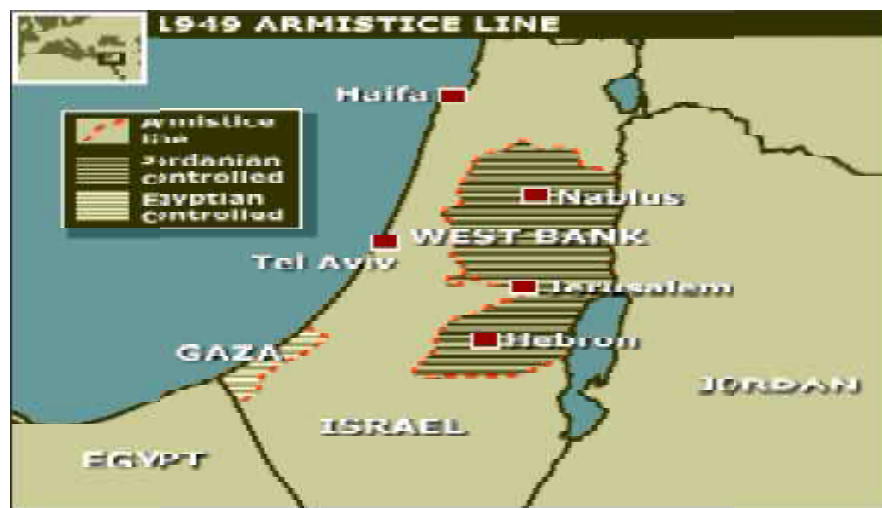 1949 ARMISTICE LINE
Haifa
Armistice
line
Jordanian
controlled
Egyptian
controlled
Nablus
WEST BANK
Tel Aviv
Jerusalem
Hebron
GAZA
JORDAN
ISRAEL
EGYPT